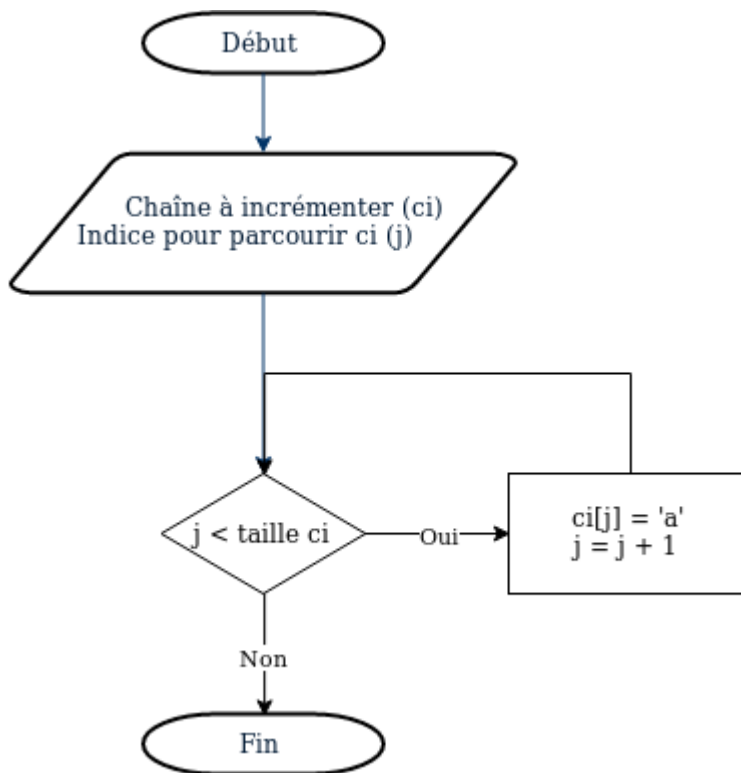 Début
Chaîne à incrémenter (ci)
Indice pour parcourir ci (j)
j < taille ci
Oui
ci[j] = 'a'
j = j + 1
Non
Fin